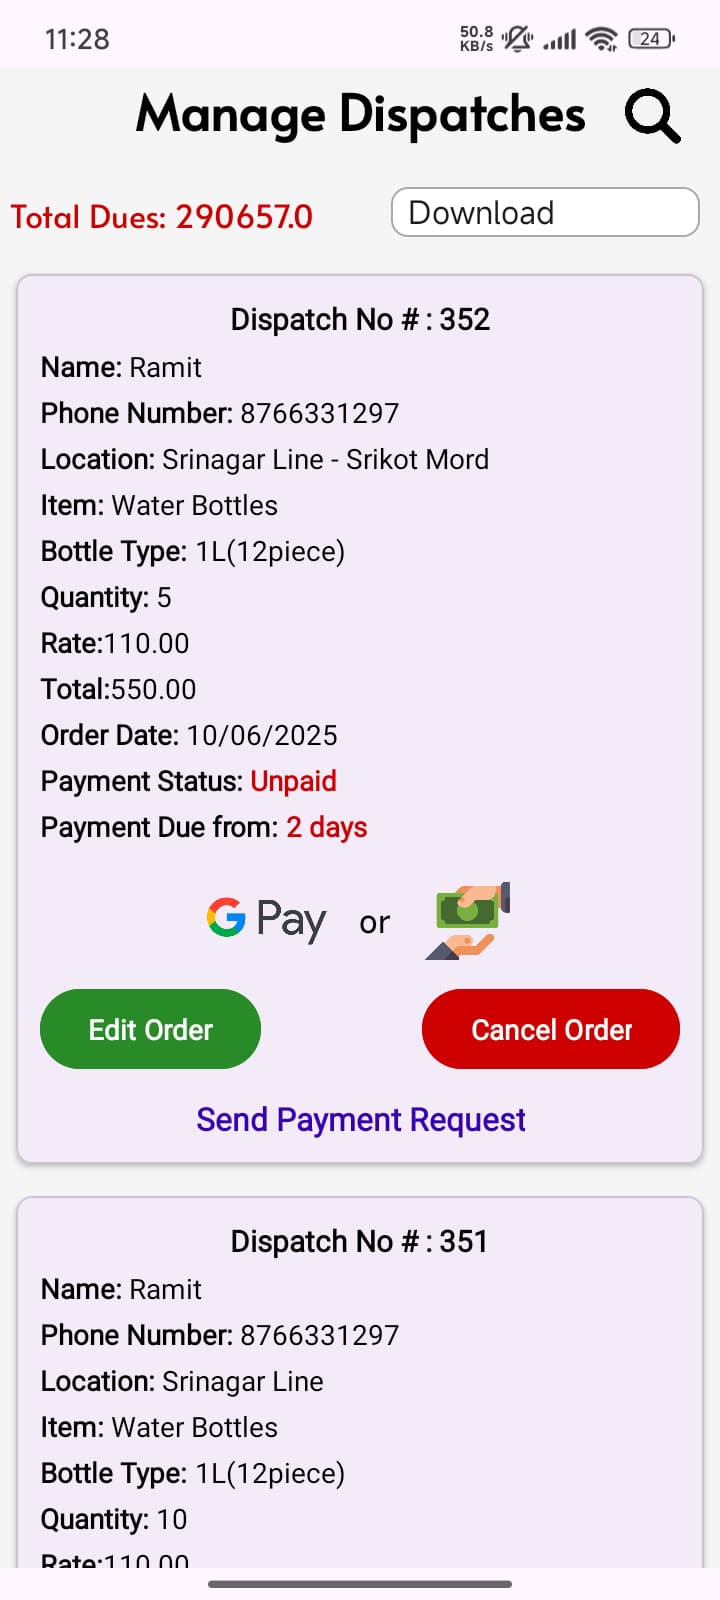 11:28
50.8
KB/s
24
Manage Dispatches
Total Dues: 290657.0
Download
Dispatch No # : 352
Name: Ramit
Phone Number: 8766331297
Location: Srinagar Line - Srikot Mord
Item: Water Bottles
Bottle Type: 1L(12piece)
Quantity: 5
Rate:110.00
Total:550.00
Order Date: 10/06/2025
Payment Status: Unpaid
Payment Due from: 2 days
G Pay or
Edit Order
Cancel Order
Send Payment Request
Dispatch No # : 351
Name: Ramit
Phone Number: 8766331297
Location: Srinagar Line
Item: Water Bottles
Bottle Type: 1L(12piece)
Quantity: 10
Rate:110.00